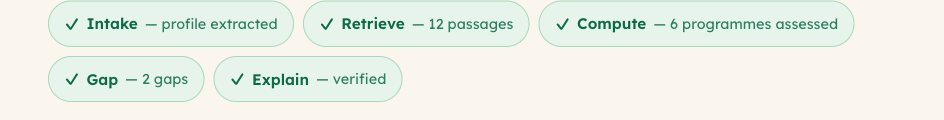 ✓ Intake — profile extracted ✓ Retrieve — 12 passages ✓ Compute — 6 programmes assessed
✓ Gap — 2 gaps ✓ Explain — verified